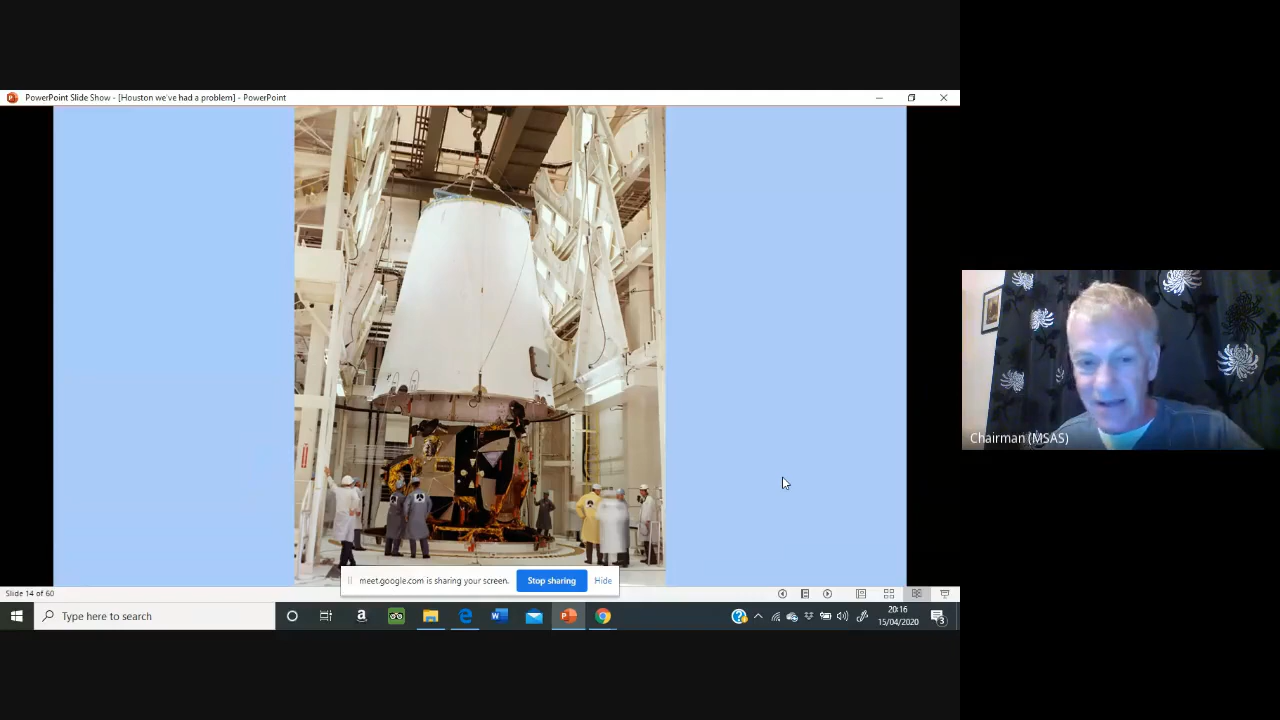 PowerPoint Slide Show - [Houston we've had a problem] - PowerPoint
Chairman (MSAS)
meet.google.com is sharing your screen.
Stop sharing
Hide
Slide 14 of 60
Type here to search
20:16
15/04/2020
3